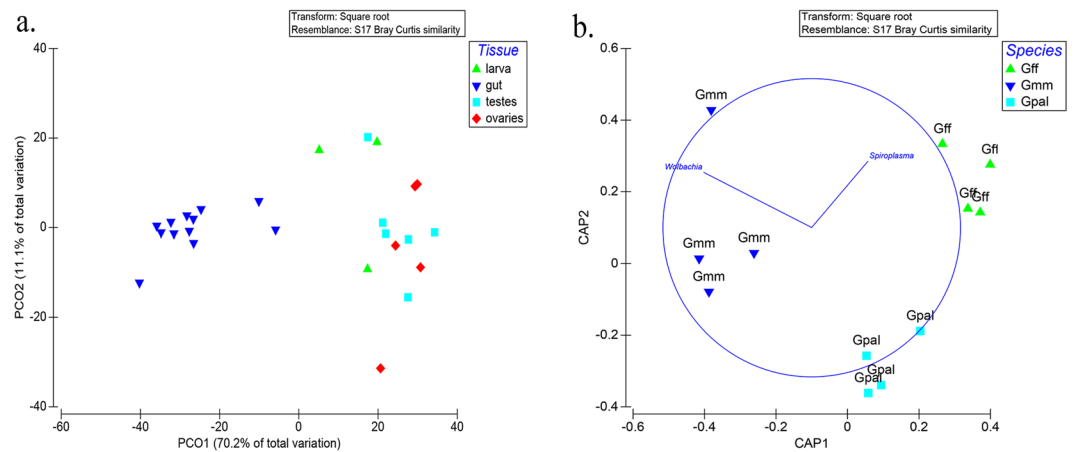 a.
Transform: Square root
Resemblance: S17 Bray Curtis similarity
Tissue
larva
gut
testes
ovaries
40
20
0
-20
-40
PCO2 (11.1% of total variation)
-60
-40
-20
0
20
40
PCO1 (70.2% of total variation)
b.
Transform: Square root
Resemblance: S17 Bray Curtis similarity
Species
Gff
Gmm
Gpal
0.6
0.4
0.2
0
-0.2
-0.4
CAP2
Gmm
Gff
Gff
Spiroplasma
Wolbachia
Gff
Gff
Gmm
Gmm
Gmm
Gpal
Gpal
Gpal
Gpal
-0.6
-0.4
-0.2
0
0.2
0.4
CAP1